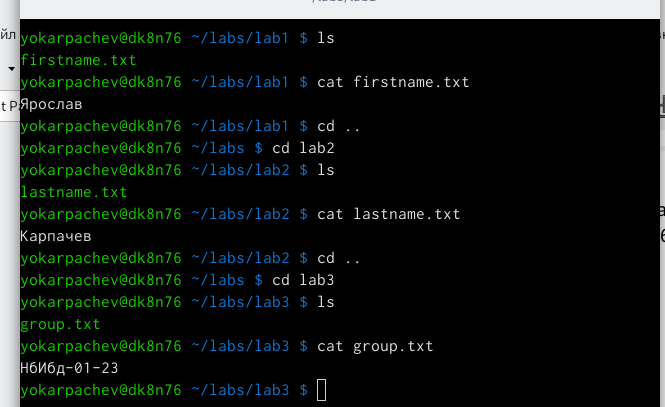 yokarpachev@dk8n76 ~/labs/lab1 $ ls
firstname.txt
yokarpachev@dk8n76 ~/labs/lab1 $ cat firstname.txt
Ярослав
yokarpachev@dk8n76 ~/labs/lab1 $ cd ..
yokarpachev@dk8n76 ~/labs $ cd lab2
yokarpachev@dk8n76 ~/labs/lab2 $ ls
lastname.txt
yokarpachev@dk8n76 ~/labs/lab2 $ cat lastname.txt
Карпачев
yokarpachev@dk8n76 ~/labs/lab2 $ cd ..
yokarpachev@dk8n76 ~/labs $ cd lab3
yokarpachev@dk8n76 ~/labs/lab3 $ ls
group.txt
yokarpachev@dk8n76 ~/labs/lab3 $ cat group.txt
НбИбд-01-23
yokarpachev@dk8n76 ~/labs/lab3 $